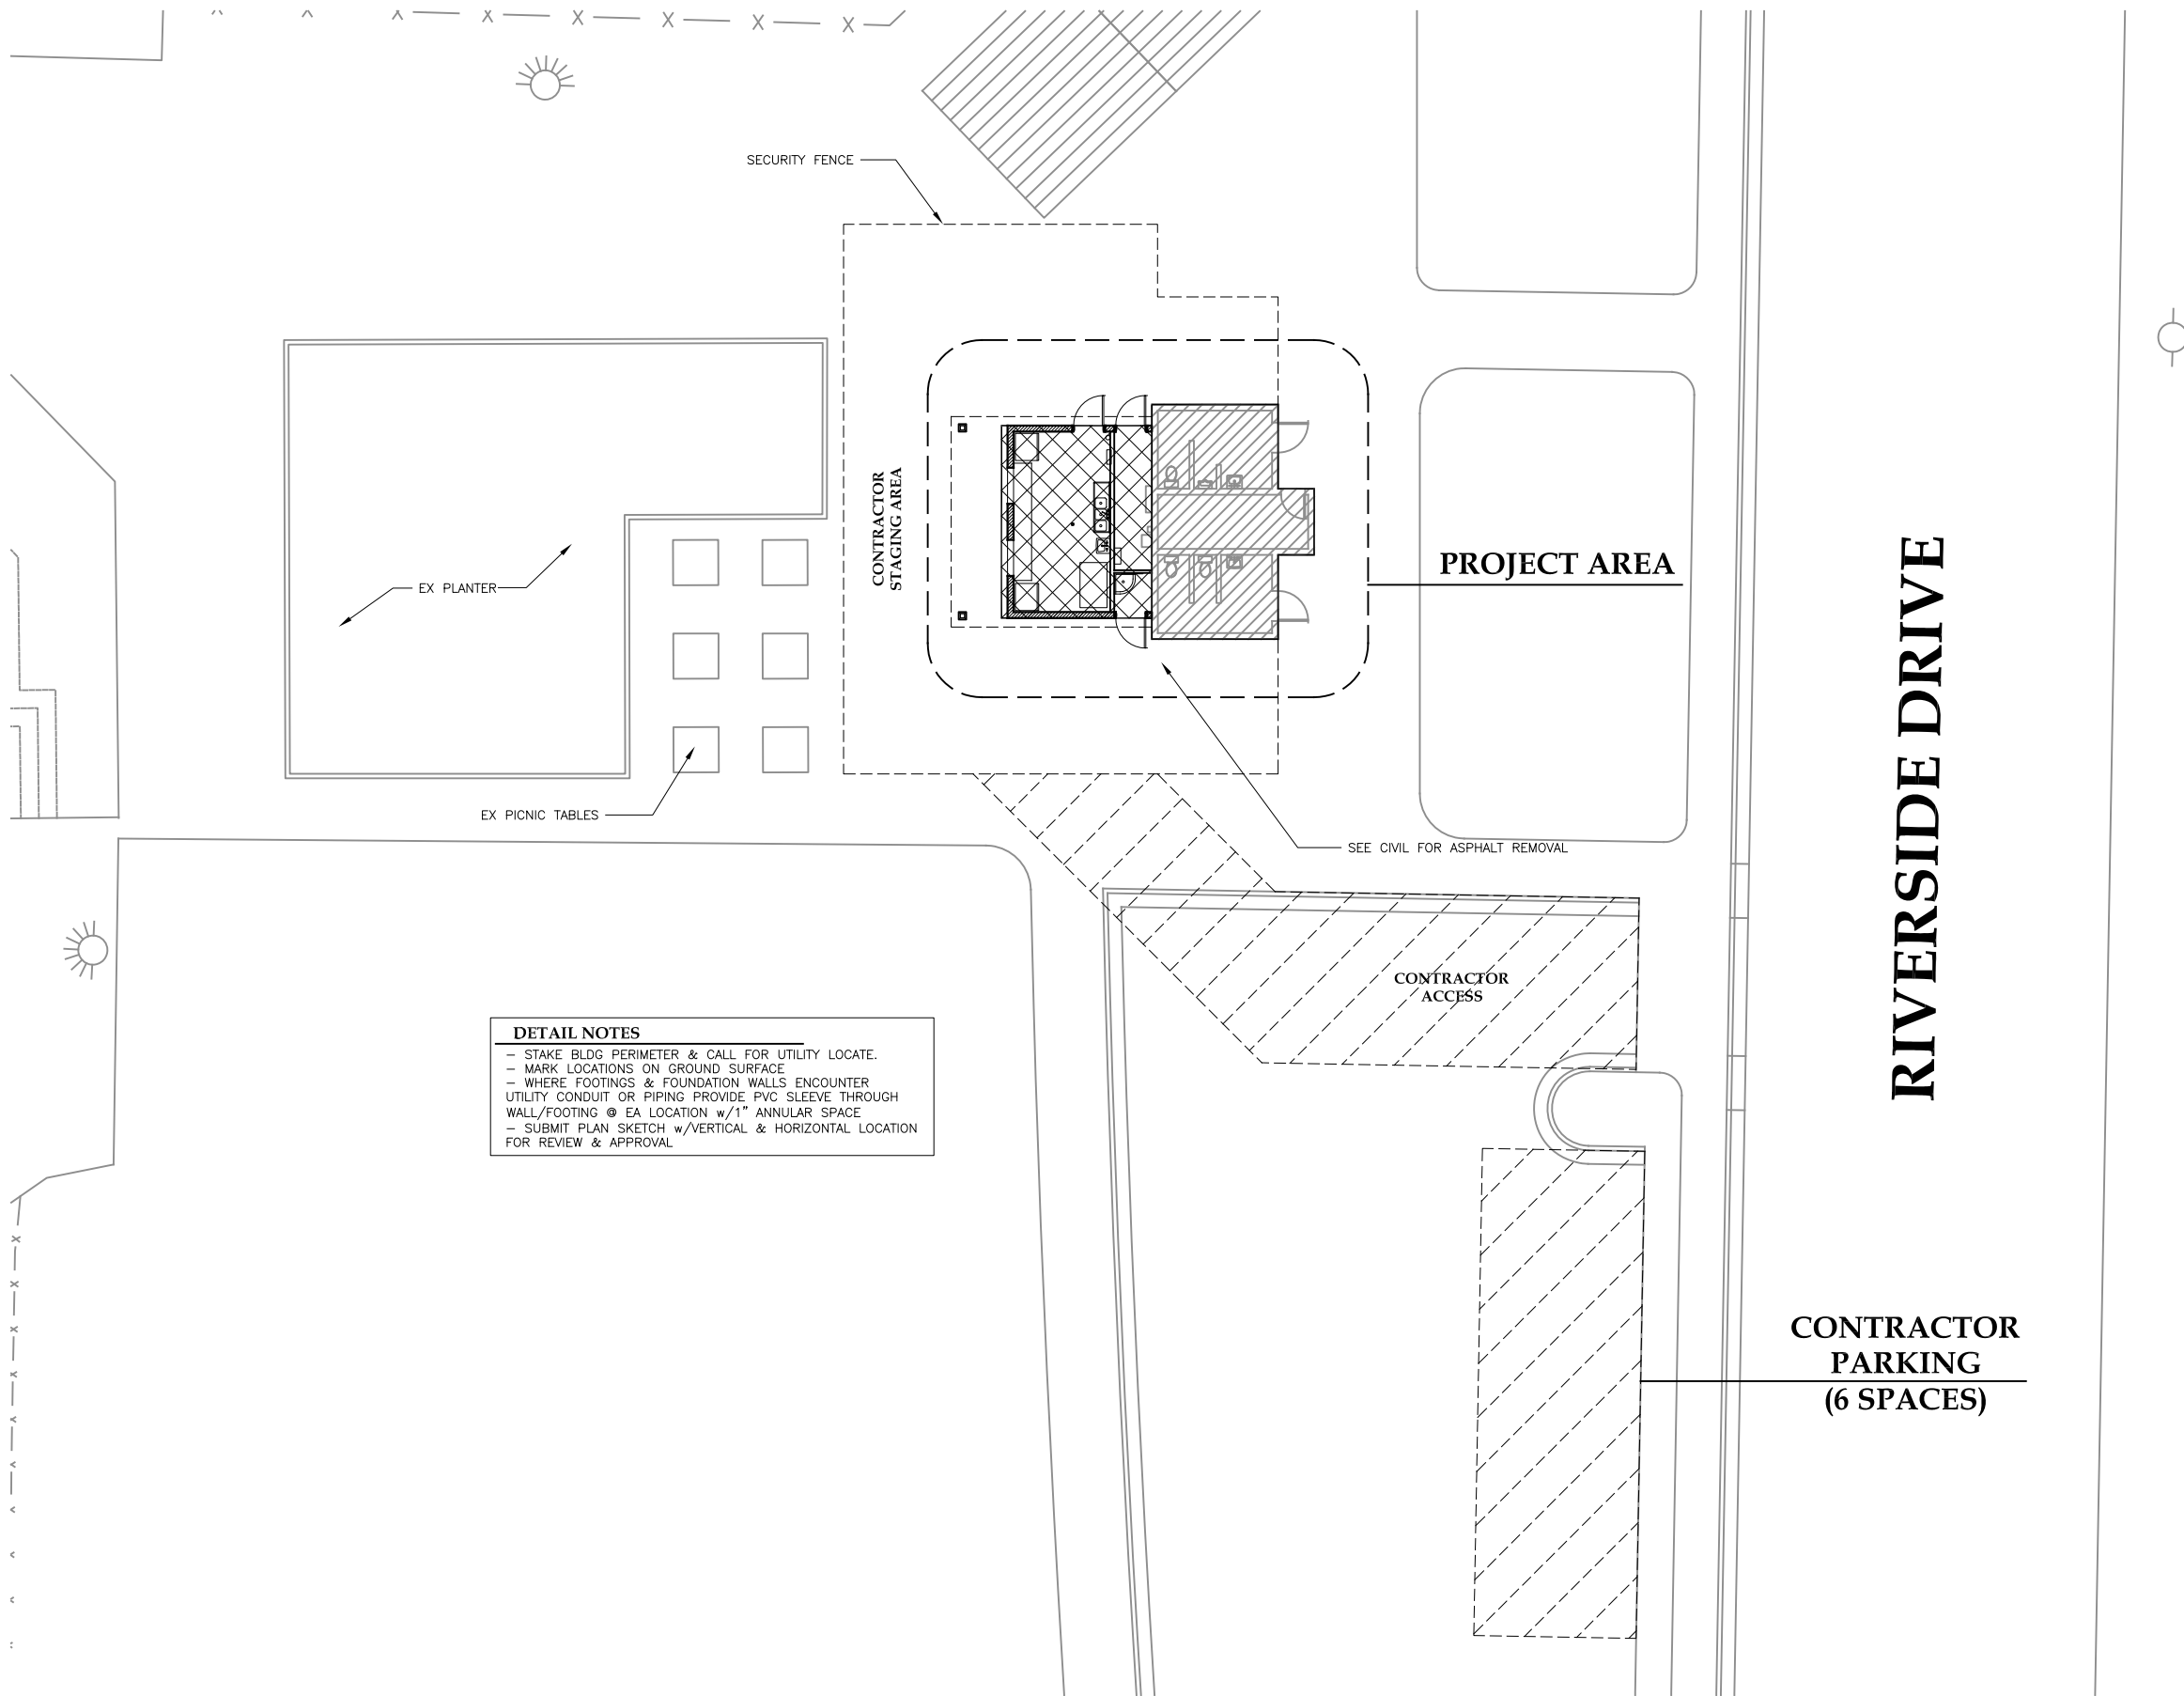 SECURITY FENCE
CONTRACTOR
STAGING AREA
EX PLANTER
PROJECT AREA
RIVERSIDE DRIVE
EX PICNIC TABLES
SEE CIVIL FOR ASPHALT REMOVAL
CONTRACTOR
ACCESS
DETAIL NOTES
– STAKE BLDG PERIMETER & CALL FOR UTILITY LOCATE.
– MARK LOCATIONS ON GROUND SURFACE
– WHERE FOOTINGS & FOUNDATION WALLS ENCOUNTER
UTILITY CONDUIT OR PIPING PROVIDE PVC SLEEVE THROUGH
WALL/FOOTING @ EA LOCATION w/1" ANNULAR SPACE
– SUBMIT PLAN SKETCH w/VERTICAL & HORIZONTAL LOCATION
FOR REVIEW & APPROVAL
CONTRACTOR
PARKING
(6 SPACES)